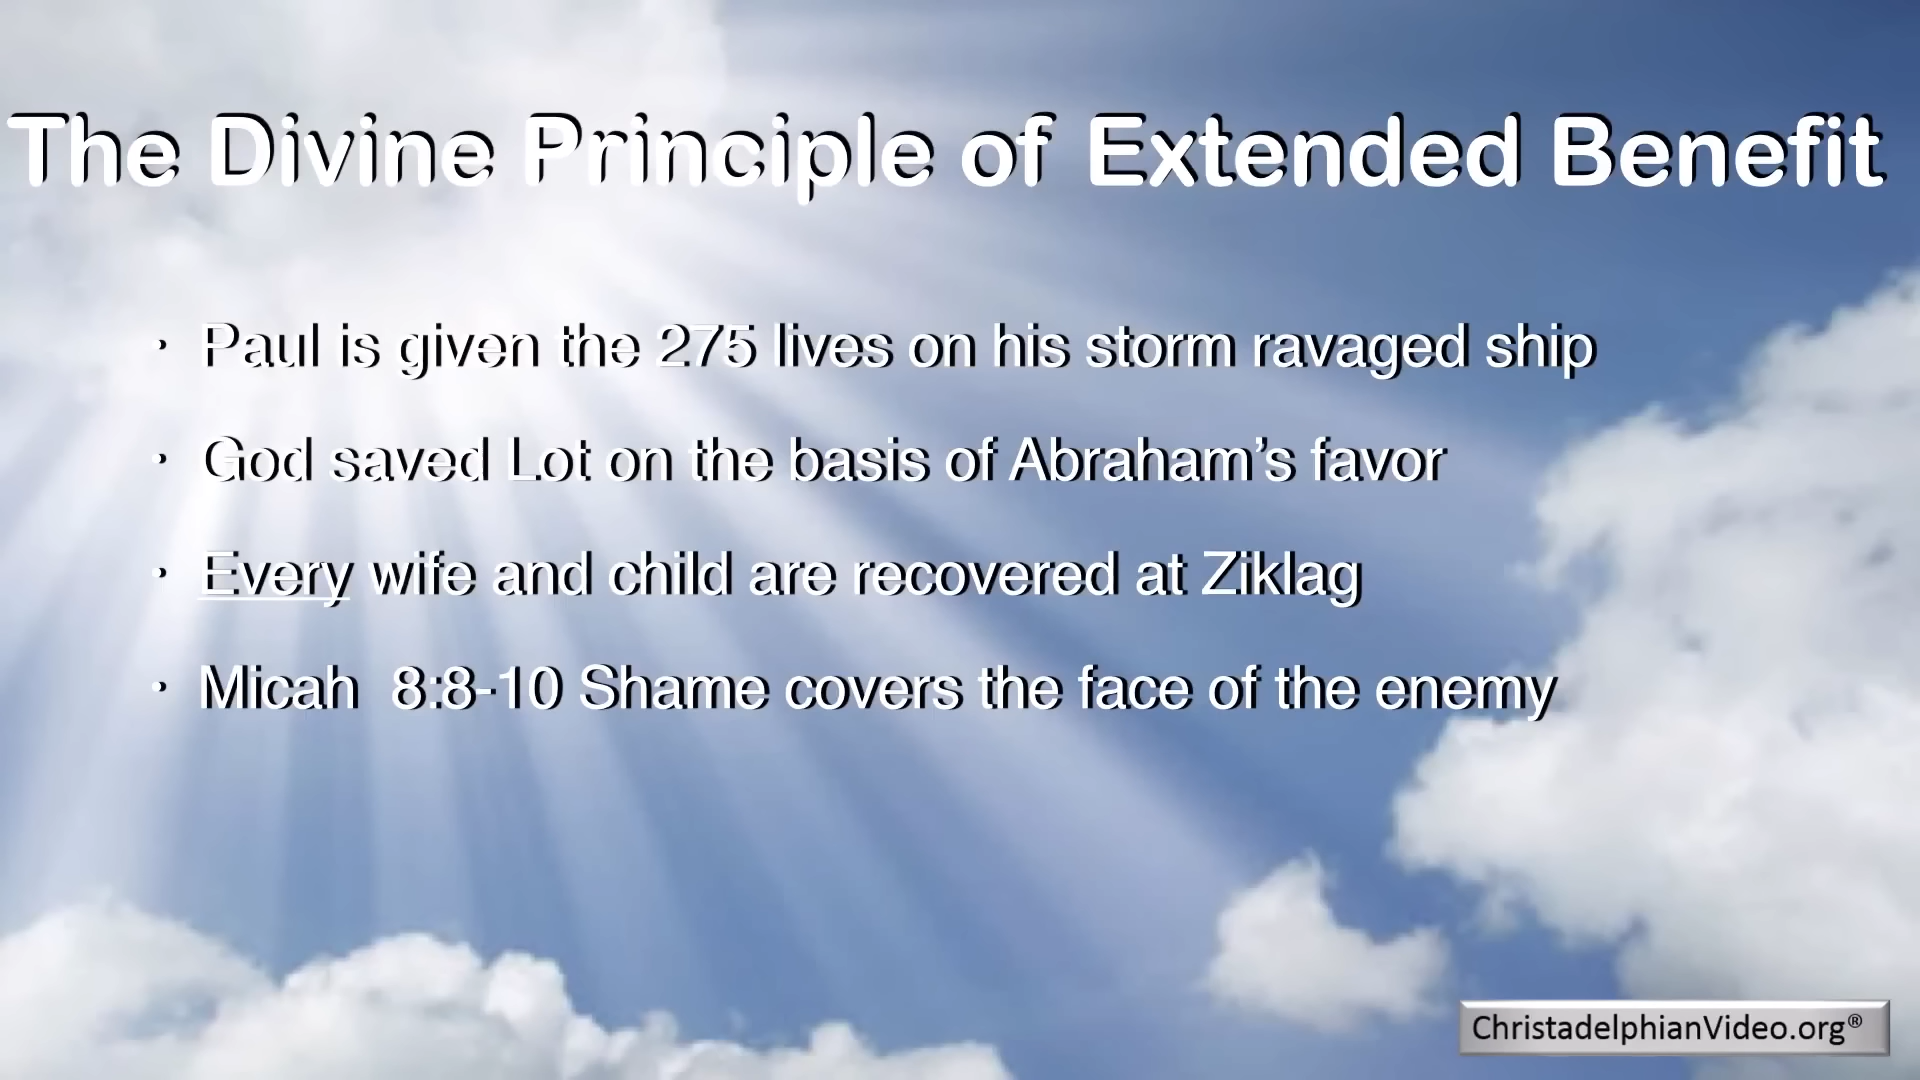 The Divine Principle of Extended Benefit
• Paul is given the 275 lives on his storm ravaged ship
• God saved Lot on the basis of Abraham’s favor
• Every wife and child are recovered at Ziklag
• Micah  8:8-10 Shame covers the face of the enemy
ChristadelphianVideo.org®